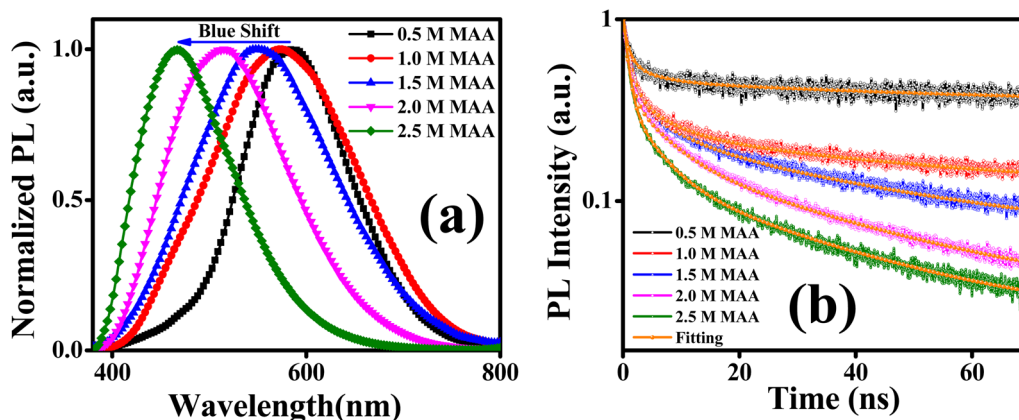 (a)
Blue Shift
0.5 M MAA
1.0 M MAA
1.5 M MAA
2.0 M MAA
2.5 M MAA
Normalized PL (a.u.)
1.0
0.5
0.0
400
600
800
Wavelength(nm)
(b)
PL Intensity (a.u.)
1
0.1
0.5 M MAA
1.0 M MAA
1.5 M MAA
2.0 M MAA
2.5 M MAA
Fitting
0
20
40
60
Time (ns)